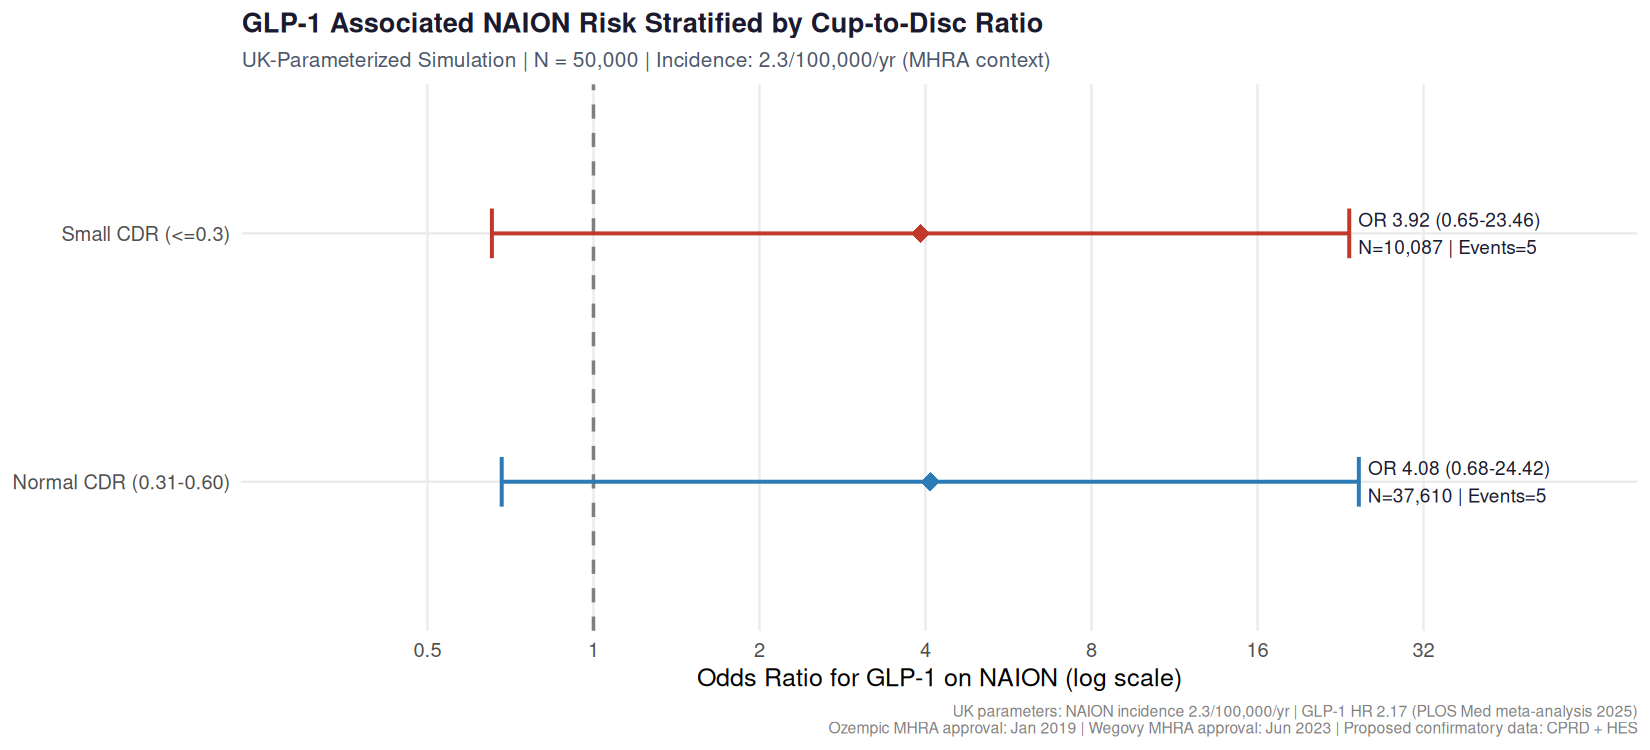 GLP-1 Associated NAION Risk Stratified by Cup-to-Disc Ratio
UK-Parameterized Simulation | N = 50,000 | Incidence: 2.3/100,000/yr (MHRA context)
Small CDR (<=0.3)
OR 3.92 (0.65-23.46)
N=10,087 | Events=5
Normal CDR (0.31-0.60)
OR 4.08 (0.68-24.42)
N=37,610 | Events=5
0.5 1 2 4 8 16 32
Odds Ratio for GLP-1 on NAION (log scale)
UK parameters: NAION incidence 2.3/100,000/yr | GLP-1 HR 2.17 (PLOS Med meta-analysis 2025)
Ozempic MHRA approval: Jan 2019 | Wegovy MHRA approval: Jun 2023 | Proposed confirmatory data: CPRD + HES